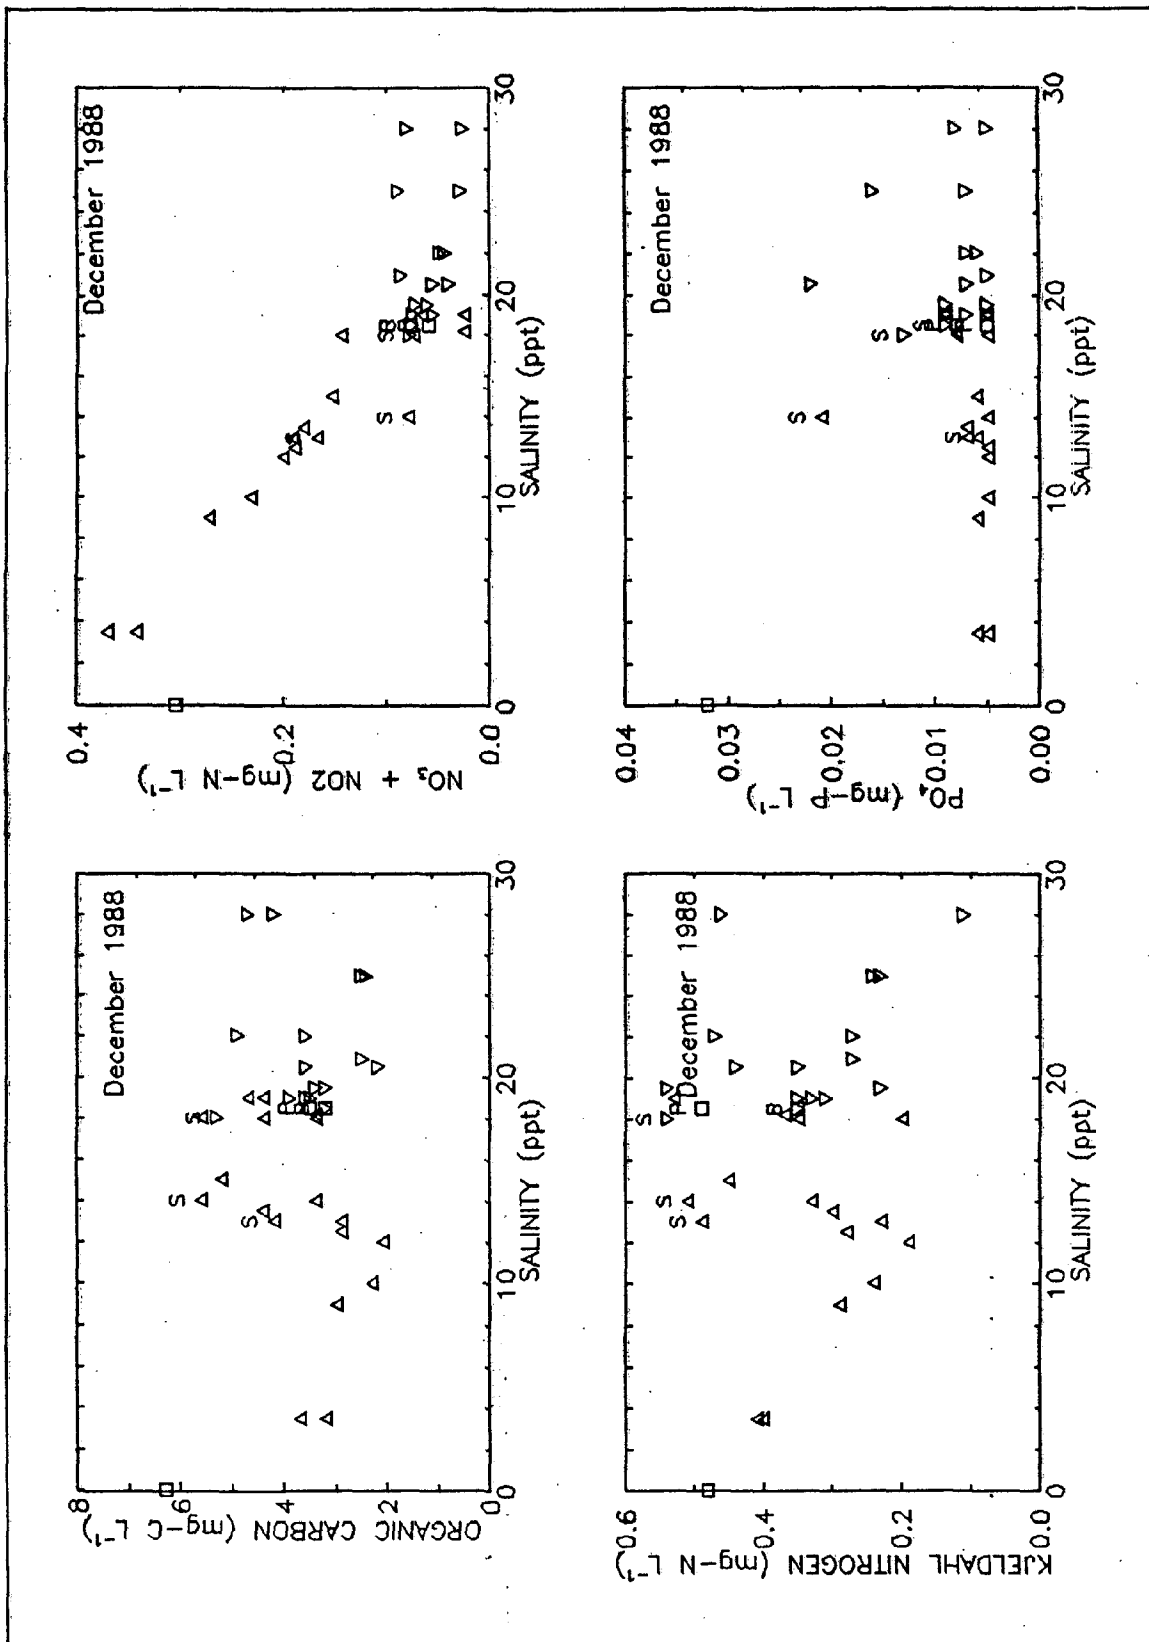 December 1988
ORGANIC CARBON (mg-C L⁻¹)
8
6
4
2
0
S
S
S
0
10
20
30
SALINITY (ppt)
December 1988
NO₃ + NO2 (mg-N L⁻¹)
0.4
0.2
0.0
S
S
S
0
10
20
30
SALINITY (ppt)
December 1988
KJELDAHL NITROGEN (mg-N L⁻¹)
0.6
0.4
0.2
0.0
S
S
S
0
10
20
30
SALINITY (ppt)
December 1988
PO₄ (mg-P L⁻¹)
0.04
0.03
0.02
0.01
0.00
S
S
S
S
0
10
20
30
SALINITY (ppt)